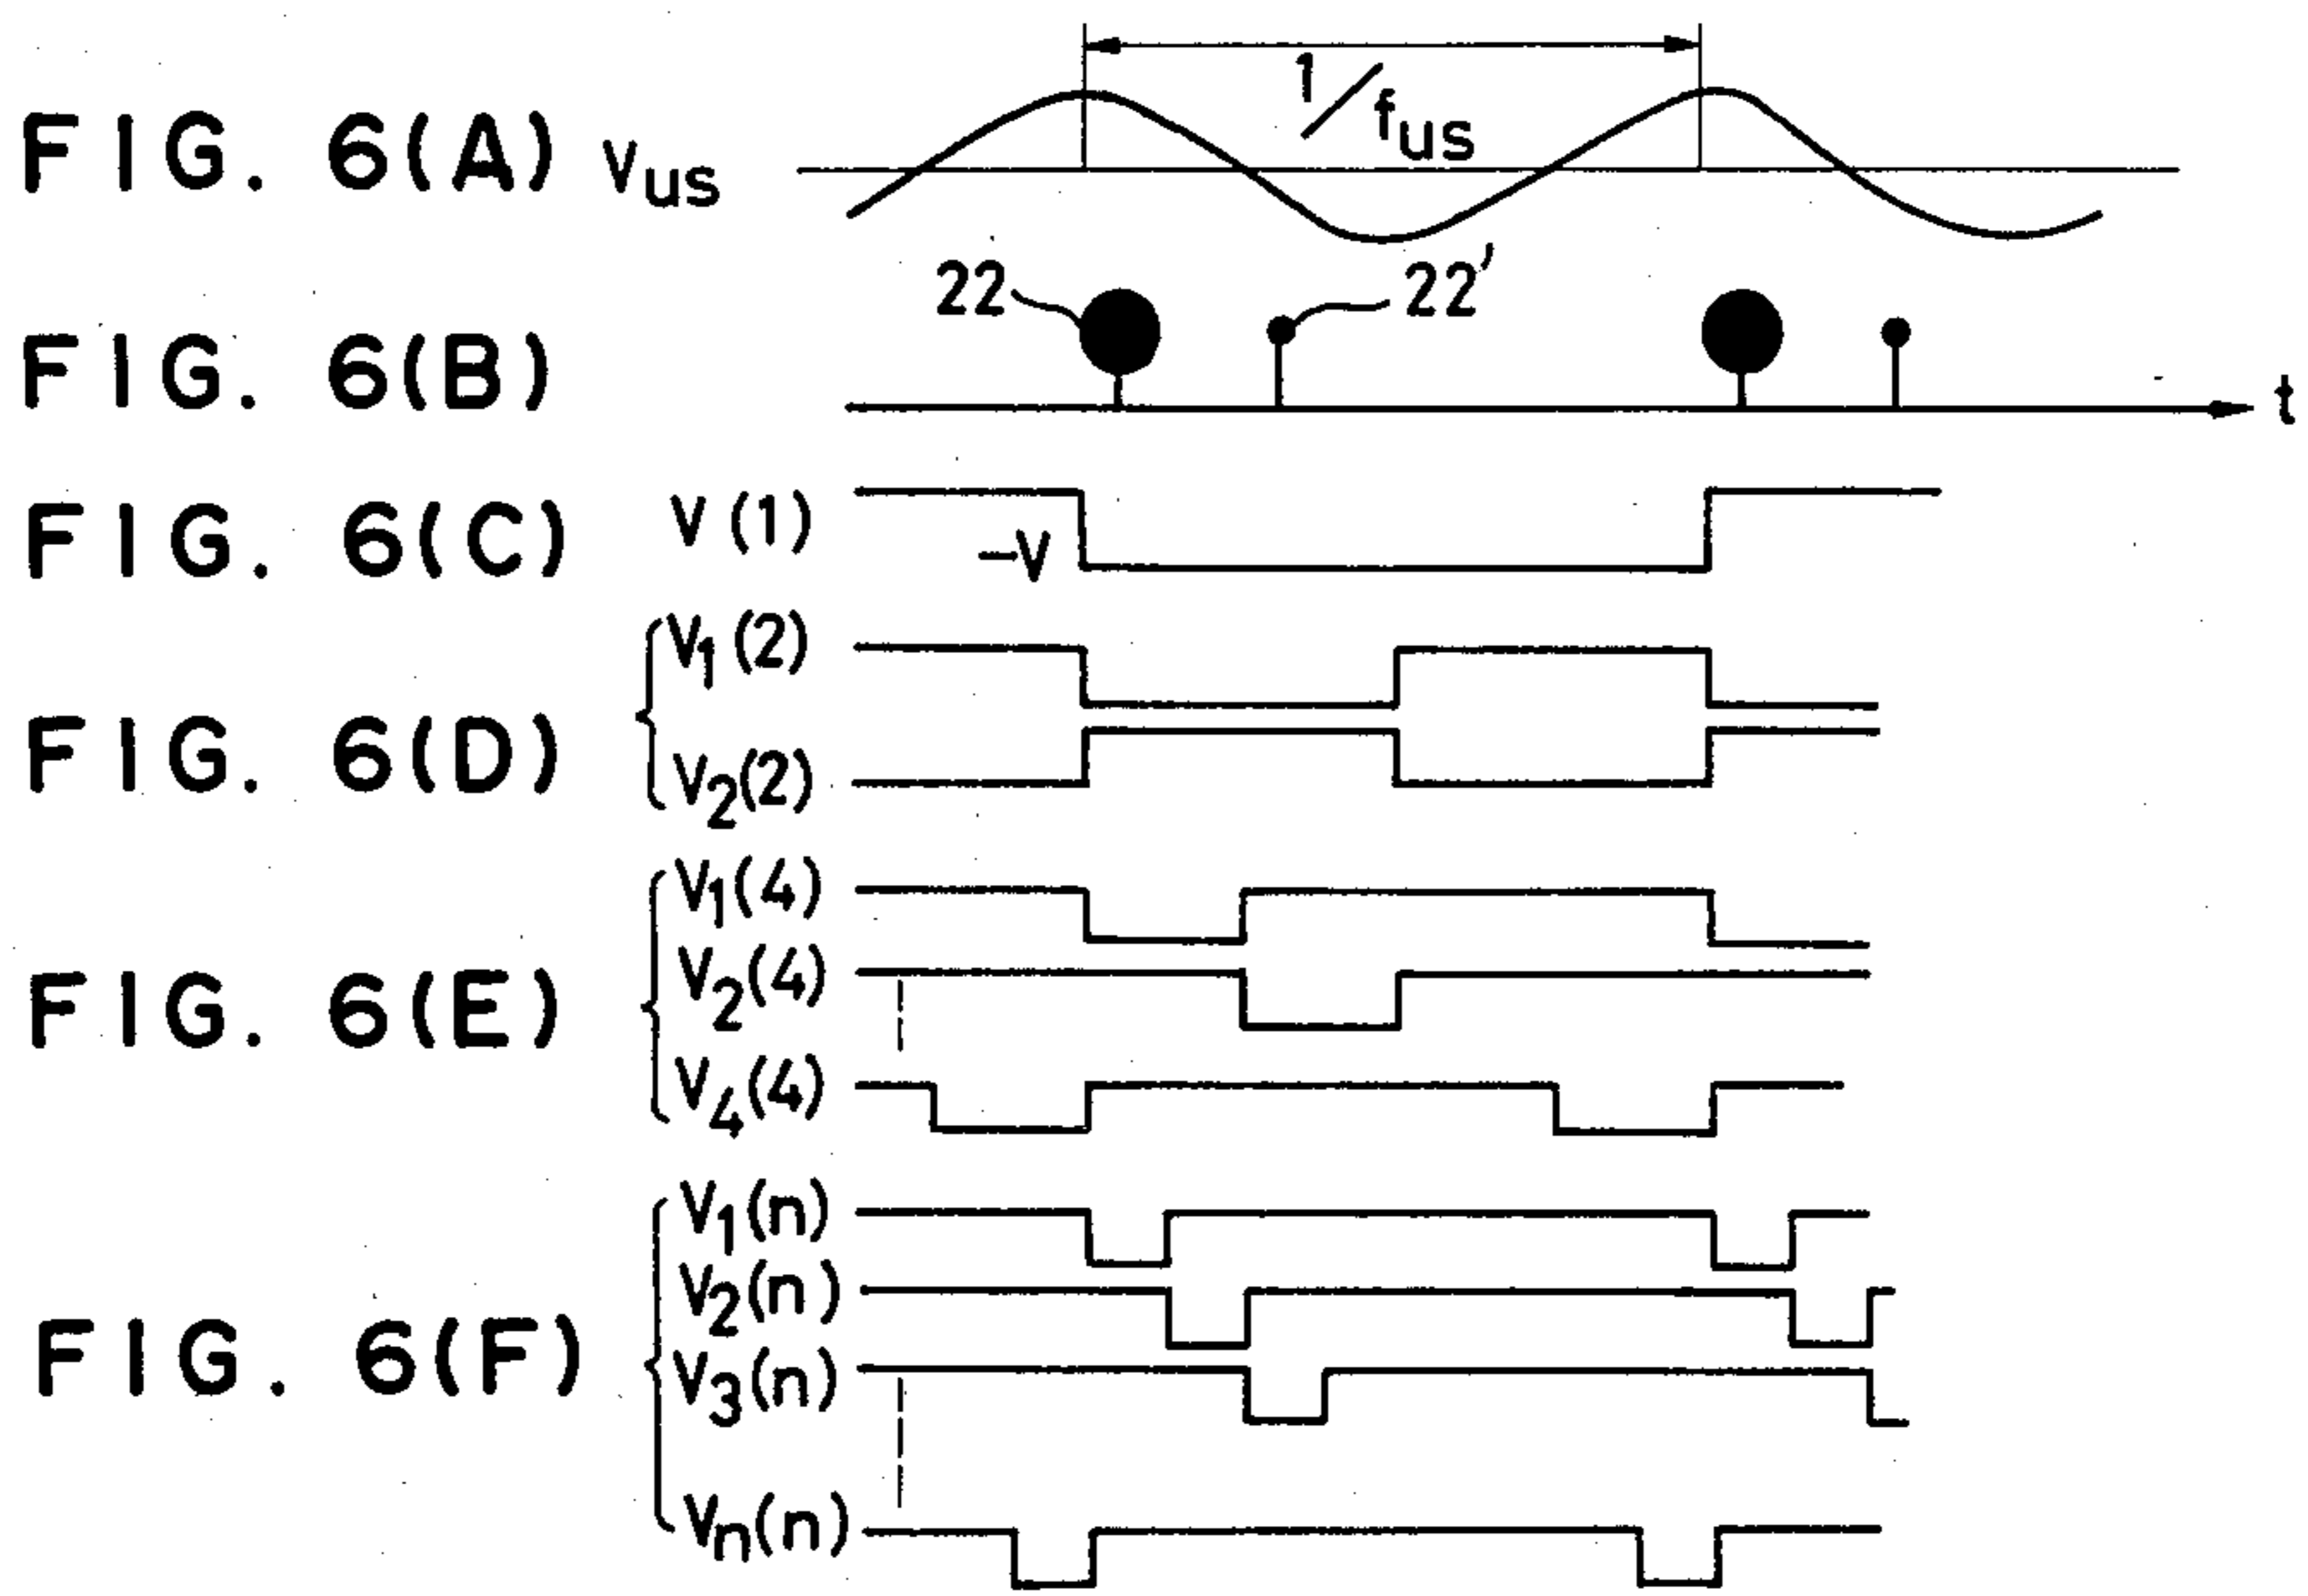 FIG. 6(A) vus 1/fus
22 22'
FIG. 6(B) t
FIG. 6(C) V(1) -V
V1(2)
FIG. 6(D)
V2(2)
V1(4)
V2(4)
FIG. 6(E)
V4(4)
V1(n)
V2(n)
FIG. 6(F)
V3(n)
Vn(n)